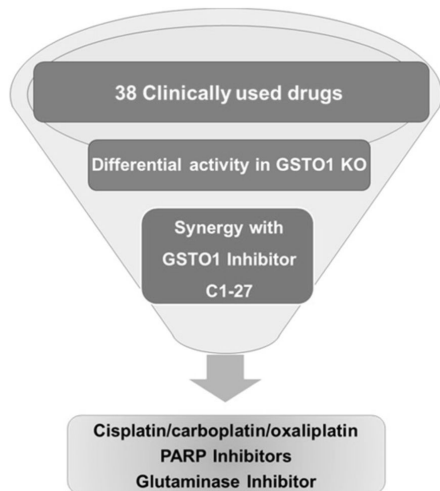 38 Clinically used drugs
Differential activity in GSTO1 KO
Synergy with
GSTO1 Inhibitor
C1-27
Cisplatin/carboplatin/oxaliplatin
PARP Inhibitors
Glutaminase Inhibitor